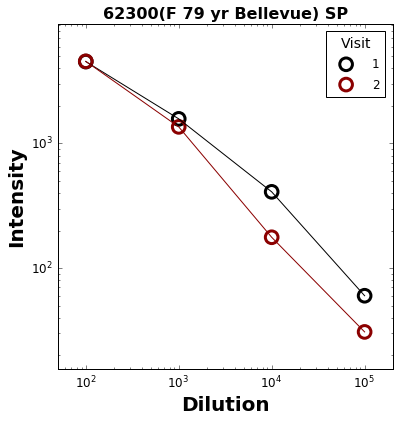 62300(F 79 yr Bellevue) SP
Visit
1
2
Intensity
10³
10²
10² 10³ 10⁴ 10⁵
Dilution